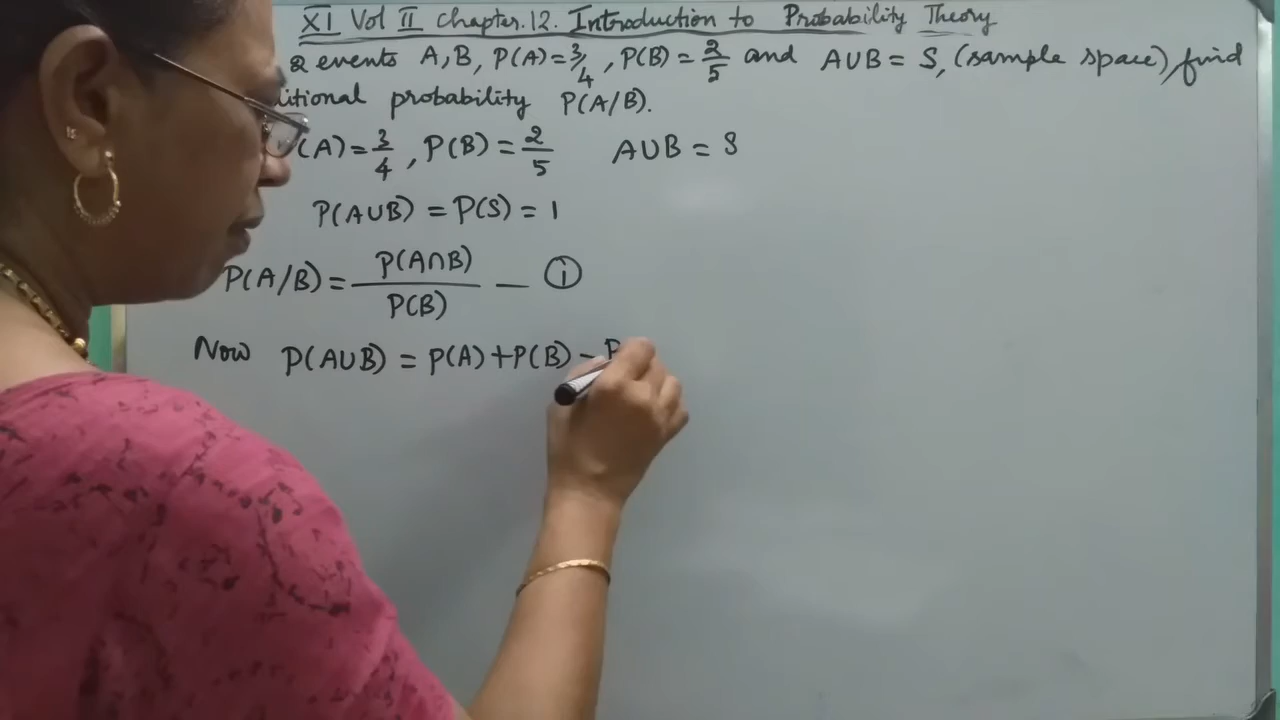 XI Vol II Chapter.12. Introduction to Probability Theory
2 events A, B, P(A)=3/4, P(B)=2/5 and A∪B = S, (sample space), find
itional probability P(A/B).
(A)=3/4, P(B)=2/5 A∪B = S
P(A∪B) = P(S) = 1
P(A/B) = P(A∩B)/P(B) — ①
Now P(A∪B) = P(A)+P(B) – P